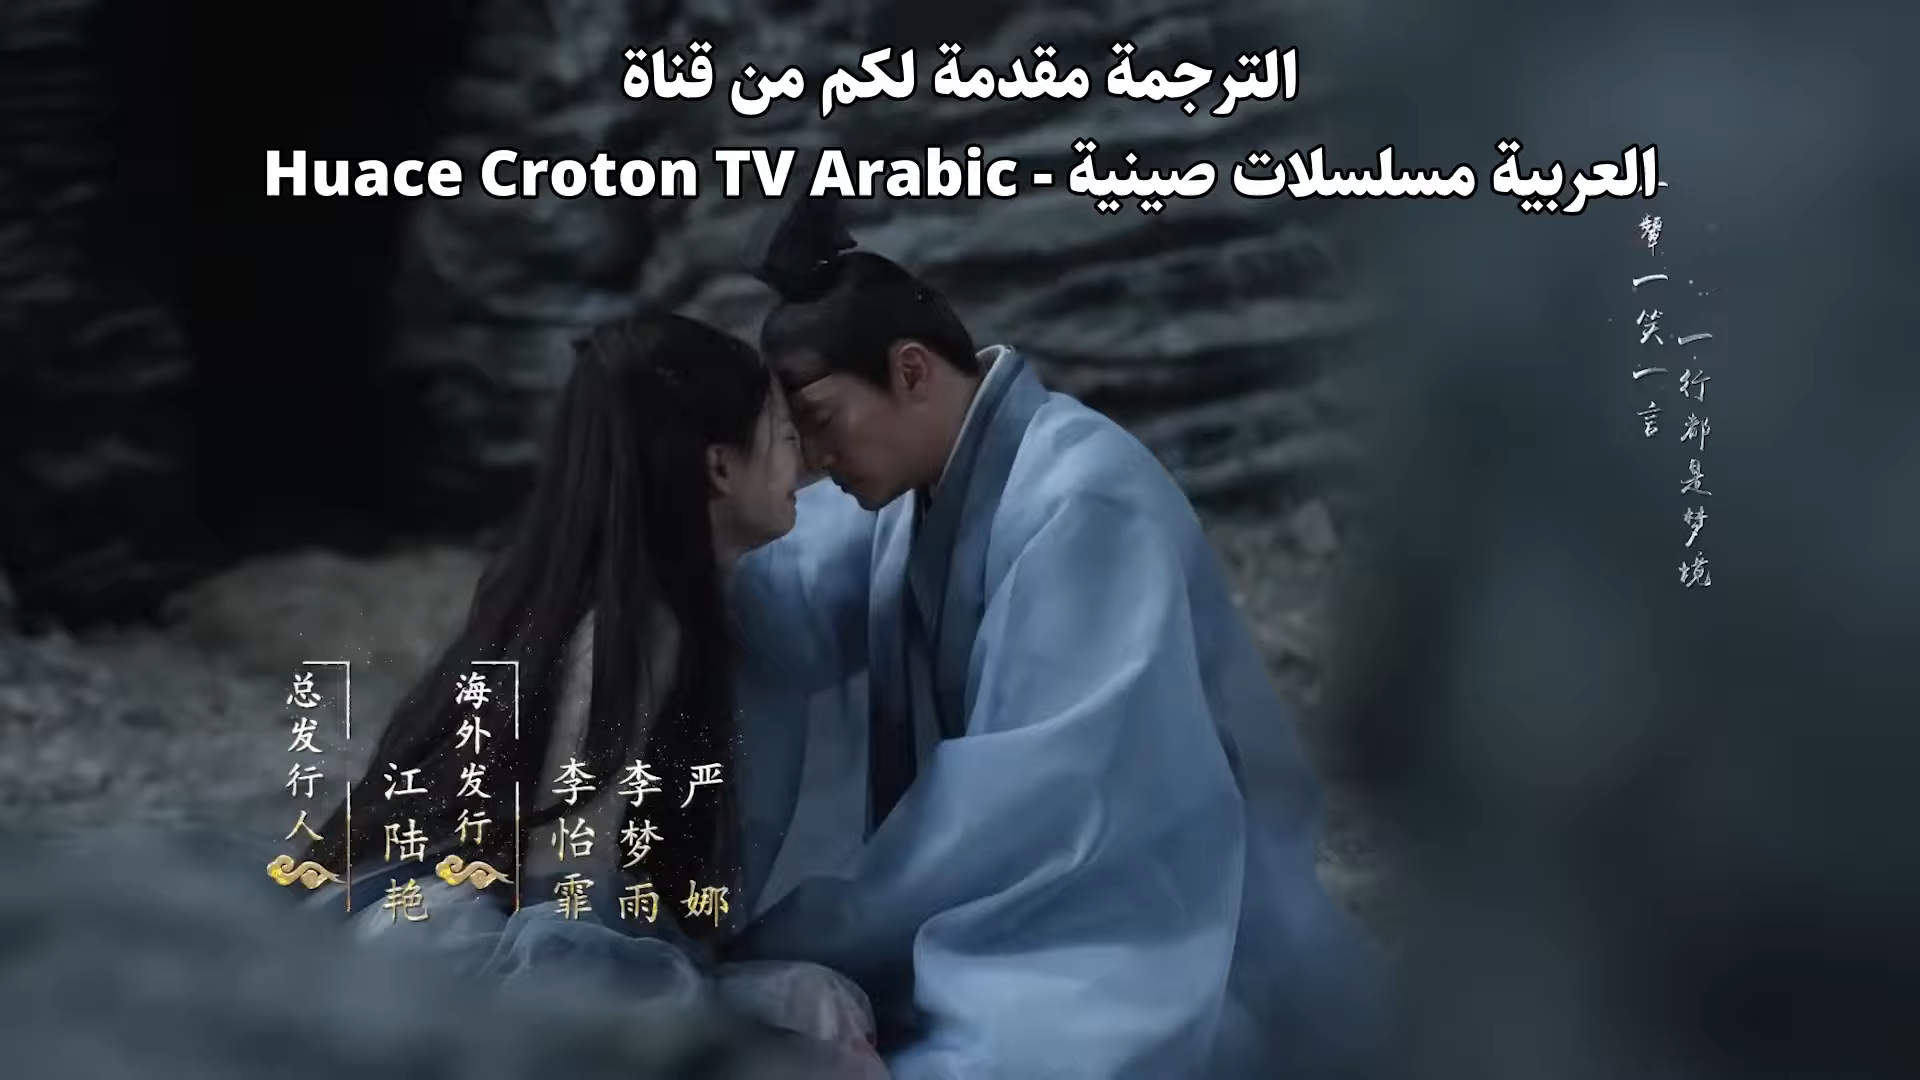 الترجمة مقدمة لكم من قناة
العربية مسلسلات صينية - Huace Croton TV Arabic
一颦一笑一言
一行都是梦境
总发行人
江陆艳
海外发行
李怡霏
李梦雨
严娜